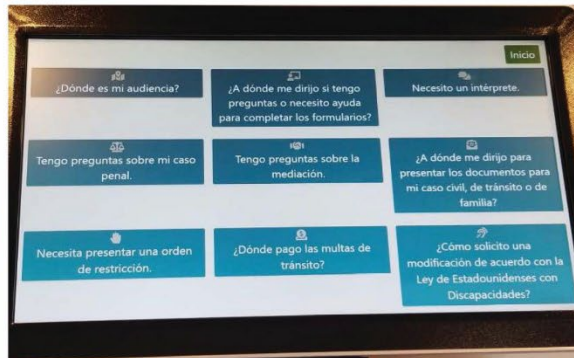 Inicio
¿Dónde es mi audiencia?
¿A dónde me dirijo si tengo
preguntas o necesito ayuda
para completar los formularios?
Necesito un intérprete.
Tengo preguntas sobre mi caso
penal.
Tengo preguntas sobre la
mediación.
¿A dónde me dirijo para
presentar los documentos para
mi caso civil, de tránsito o de
familia?
Necesita presentar una orden
de restricción.
¿Dónde pago las multas de
tránsito?
¿Cómo solicito una
modificación de acuerdo con la
Ley de Estadounidenses con
Discapacidades?